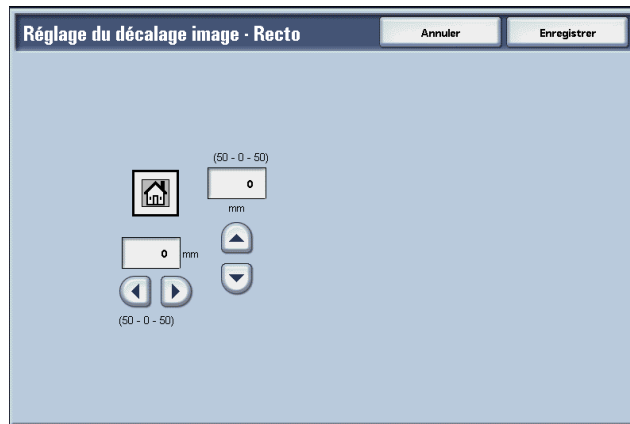 Réglage du décalage image - Recto
Annuler
Enregistrer
(50 - 0 - 50)
0
mm
0 mm
(50 - 0 - 50)